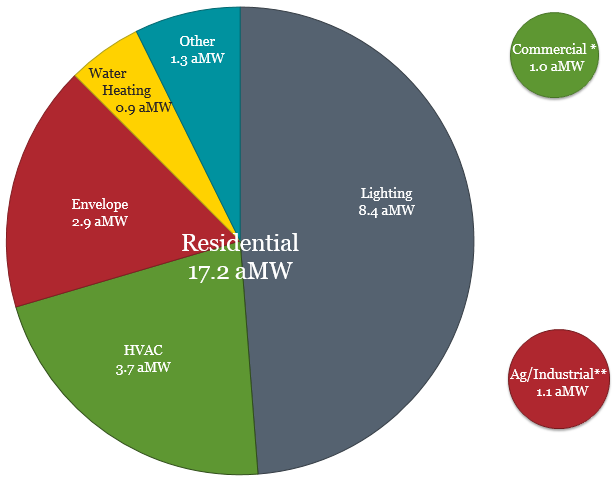 Other
1.3 aMW
Commercial *
1.0 aMW
Water
Heating
0.9 aMW
Lighting
8.4 aMW
Envelope
2.9 aMW
Residential
17.2 aMW
HVAC
3.7 aMW
Ag/Industrial**
1.1 aMW